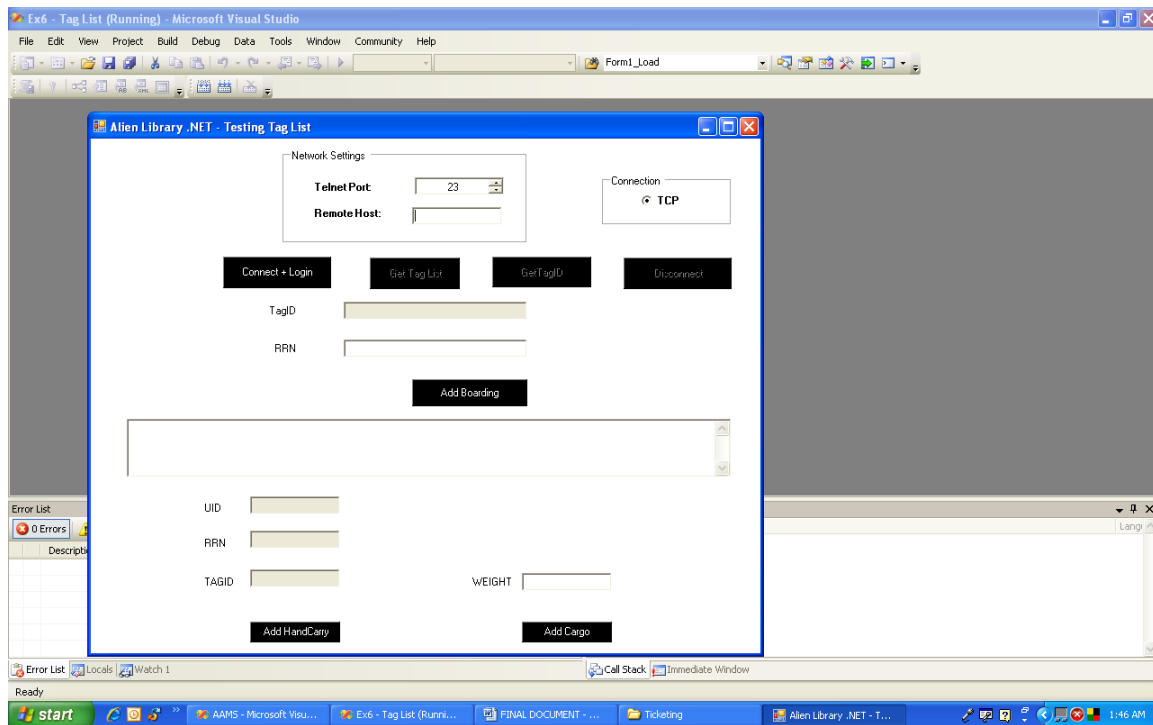 Ex6 - Tag List (Running) - Microsoft Visual Studio
File Edit View Project Build Debug Data Tools Window Community Help
Form1_Load
Alien Library .NET - Testing Tag List
Network Settings
Telnet Port: 23
Remote Host:
Connection
TCP
Connect + Login
Get Tag List
GetTagID
Disconnect
TagID
RRN
Add Boarding
UID
RRN
TAGID
WEIGHT
Add HandCarry
Add Cargo
Error List
0 Errors
Langu
Descripti
Error List Locals Watch 1
Call Stack Immediate Window
Ready
start
AAMS - Microsoft Visu...
Ex6 - Tag List (Runni...
FINAL DOCUMENT - ...
Ticketing
Alien Library .NET - T...
1:46 AM